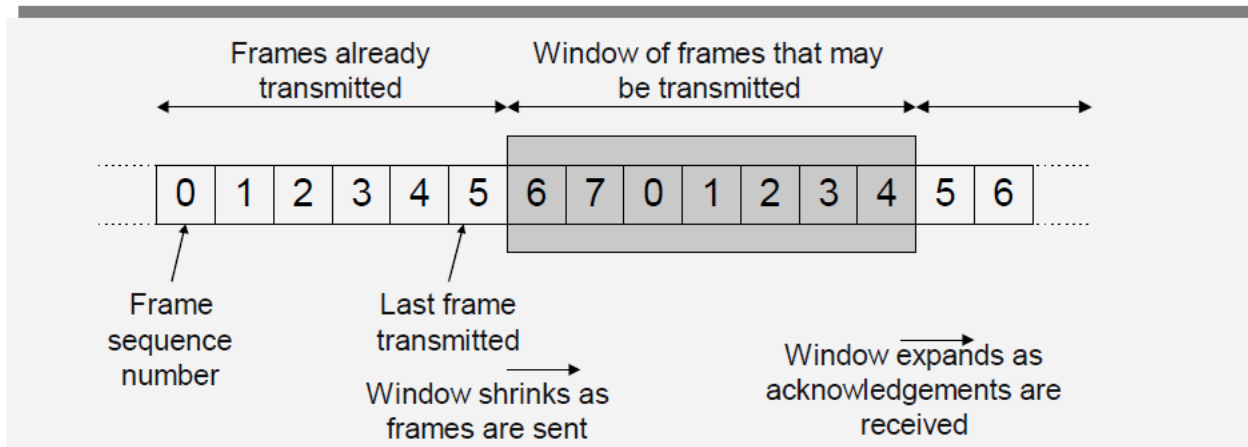 Frames already
transmitted
Window of frames that may
be transmitted
0 1 2 3 4 5 6 7 0 1 2 3 4 5 6
Frame
sequence
number
Last frame
transmitted
Window shrinks as
frames are sent
Window expands as
acknowledgements are
received